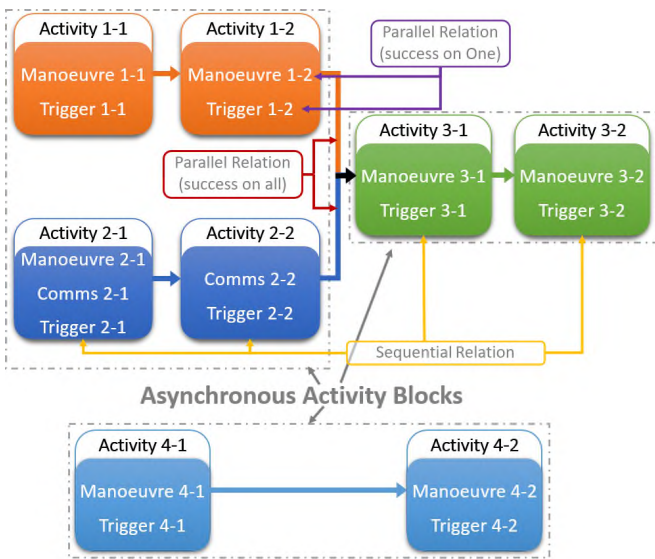 Activity 1-1
Manoeuvre 1-1
Trigger 1-1
Activity 1-2
Manoeuvre 1-2
Trigger 1-2
Parallel Relation
(success on One)
Parallel Relation
(success on all)
Activity 3-1
Manoeuvre 3-1
Trigger 3-1
Activity 3-2
Manoeuvre 3-2
Trigger 3-2
Activity 2-1
Manoeuvre 2-1
Comms 2-1
Trigger 2-1
Activity 2-2
Comms 2-2
Trigger 2-2
Sequential Relation
Asynchronous Activity Blocks
Activity 4-1
Manoeuvre 4-1
Trigger 4-1
Activity 4-2
Manoeuvre 4-2
Trigger 4-2